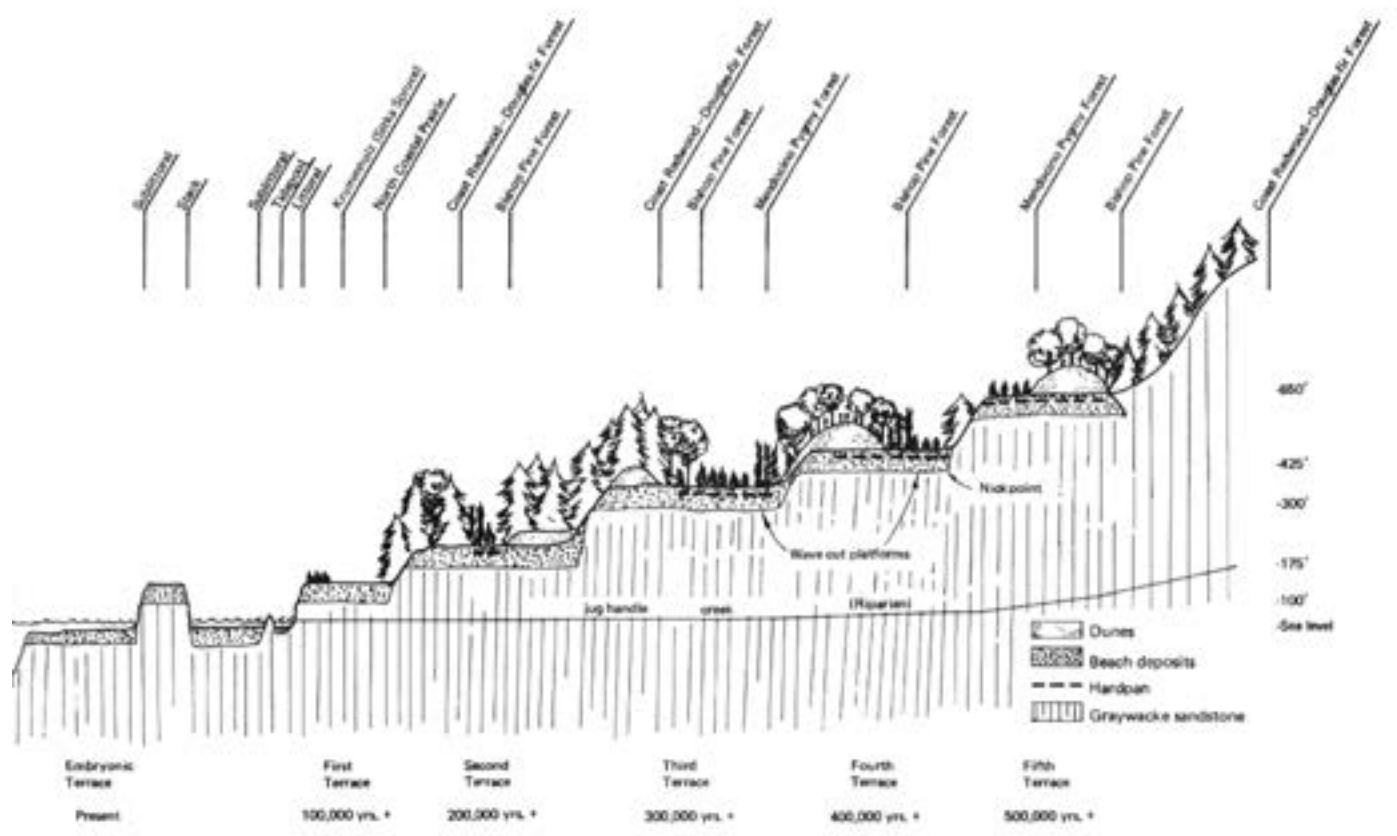 Sublittoral
Stack
Sublittoral
Tidepool
Littoral
Krummholz (Sitka Spruce)
North Coastal Prairie
Coast Redwood-Douglas-fir Forest
Bishop Pine Forest
Coast Redwood-Douglas-fir Forest
Bishop Pine Forest
Mendocino Pygmy Forest
Bishop Pine Forest
Mendocino Pygmy Forest
Bishop Pine Forest
Coast Redwood-Douglas-fir Forest
-650'
-425'
-300'
-175'
-100'
-Sea level
Nickpoint
Wave cut platforms
jug handle creek (Riparian)
Dunes
Beach deposits
Hardpan
Graywacke sandstone
Embryonic Terrace
Present
First Terrace
100,000 yrs. +
Second Terrace
200,000 yrs. +
Third Terrace
300,000 yrs. +
Fourth Terrace
400,000 yrs. +
Fifth Terrace
500,000 yrs. +